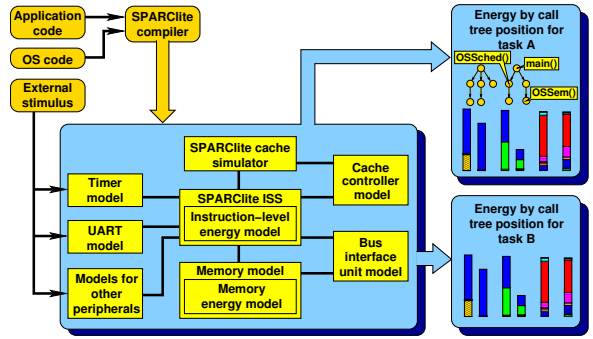 Application
code
OS code
External
stimulus
SPARClite
compiler
SPARClite cache
simulator
Timer
model
SPARClite ISS
Instruction–level
energy model
Cache
controller
model
UART
model
Models for
other
peripherals
Memory model
Memory
energy model
Bus
interface
unit model
Energy by call
tree position for
task A
OSSched()
main()
OSSem()
Energy by call
tree position for
task B